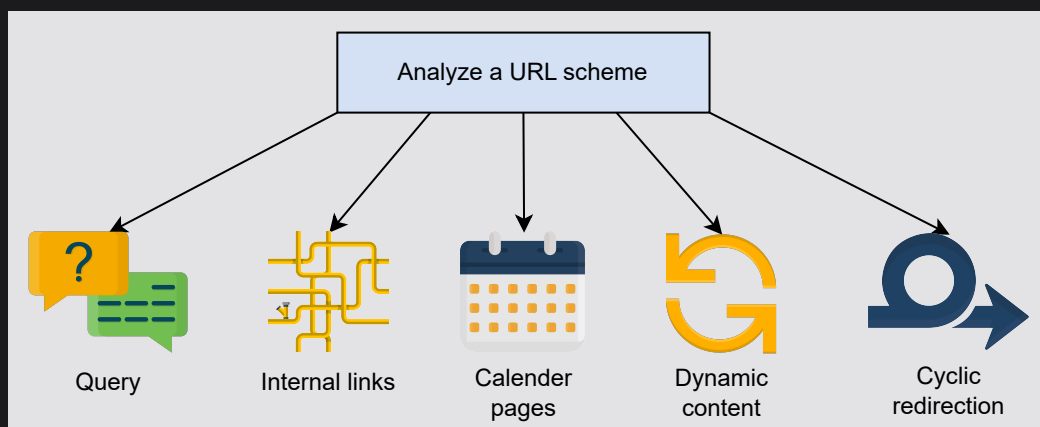 Analyze a URL scheme
?
Query
Internal links
Calender
pages
Dynamic
content
Cyclic
redirection